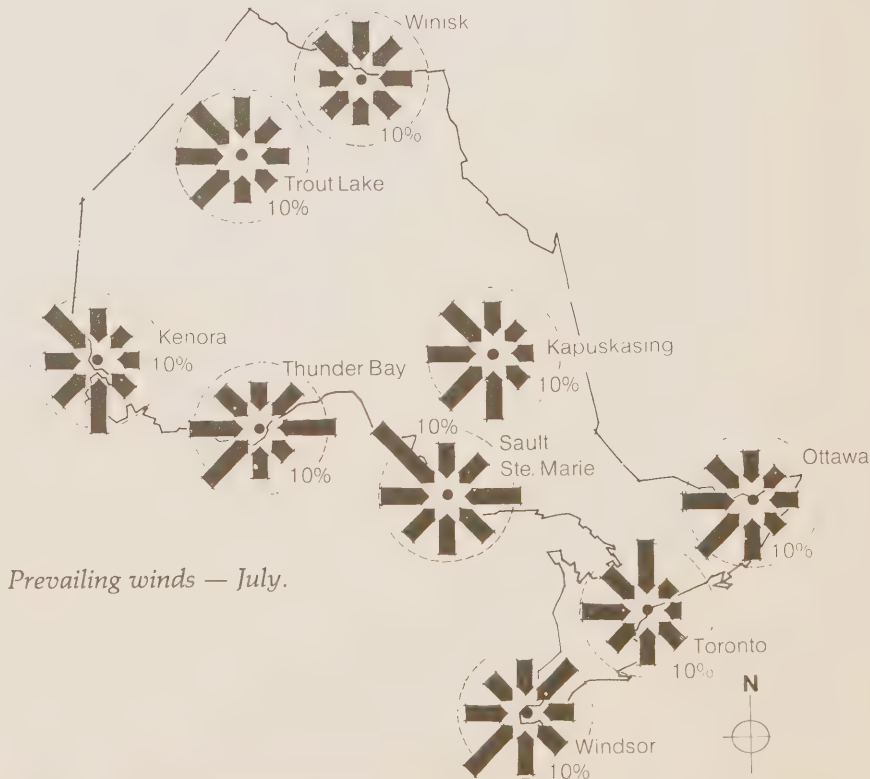 Winisk
10%
Trout Lake
10%
Kenora
10%
Thunder Bay
10%
Kapuskasing
10%
10%
Sault
Ste. Marie
Ottawa
10%
Prevailing winds — July.
Toronto
10%
N
Windsor
10%